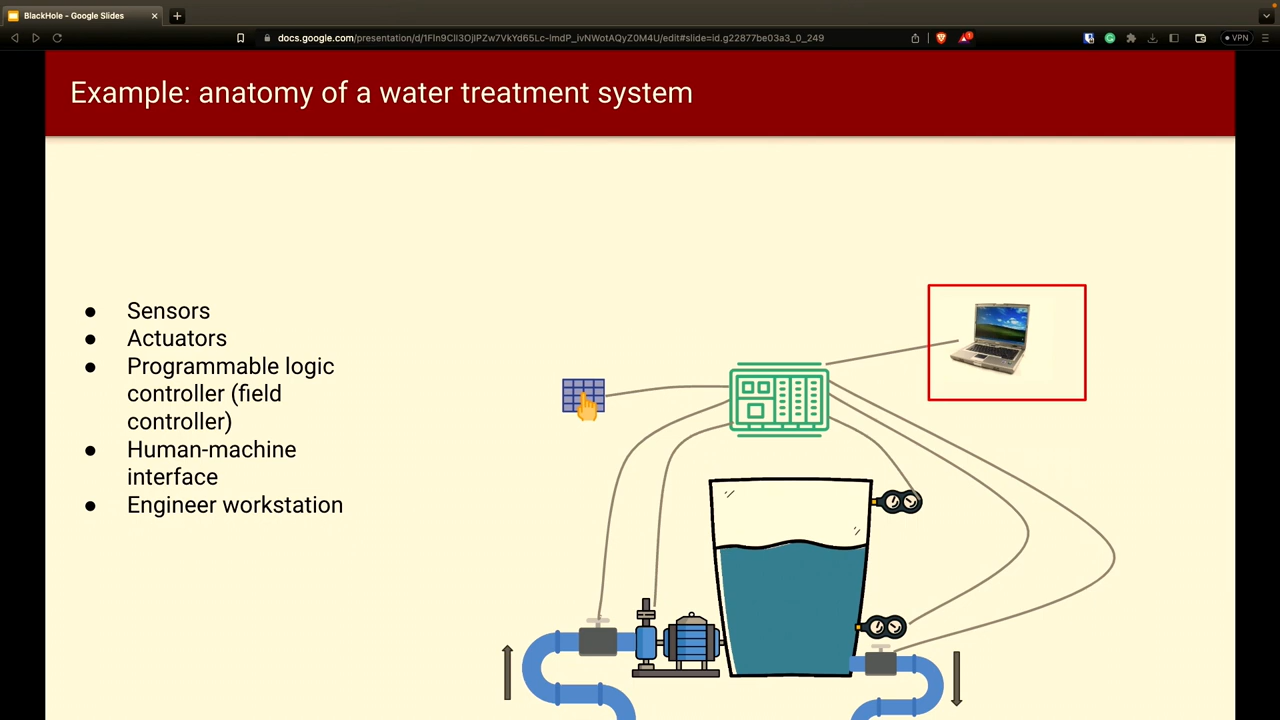 BlackHole - Google Slides
docs.google.com/presentation/d/1FIn9CII3OjIPZw7VkYd65Lc-lmdP_ivNWotAQyZ0M4U/edit#slide=id.g22877be03a3_0_249
VPN
Example: anatomy of a water treatment system
● Sensors
● Actuators
● Programmable logic
controller (field
controller)
● Human-machine
interface
● Engineer workstation